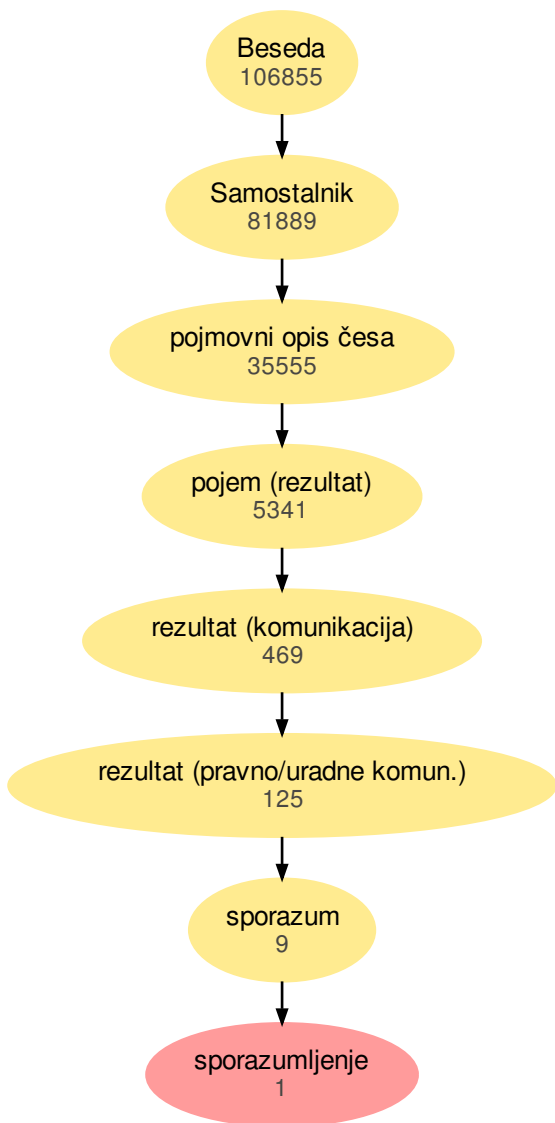 Beseda
106855
Samostalnik
81889
pojmovni opis česa
35555
pojem (rezultat)
5341
rezultat (komunikacija)
469
rezultat (pravno/uradne komun.)
125
sporazum
9
sporazumljenje
1